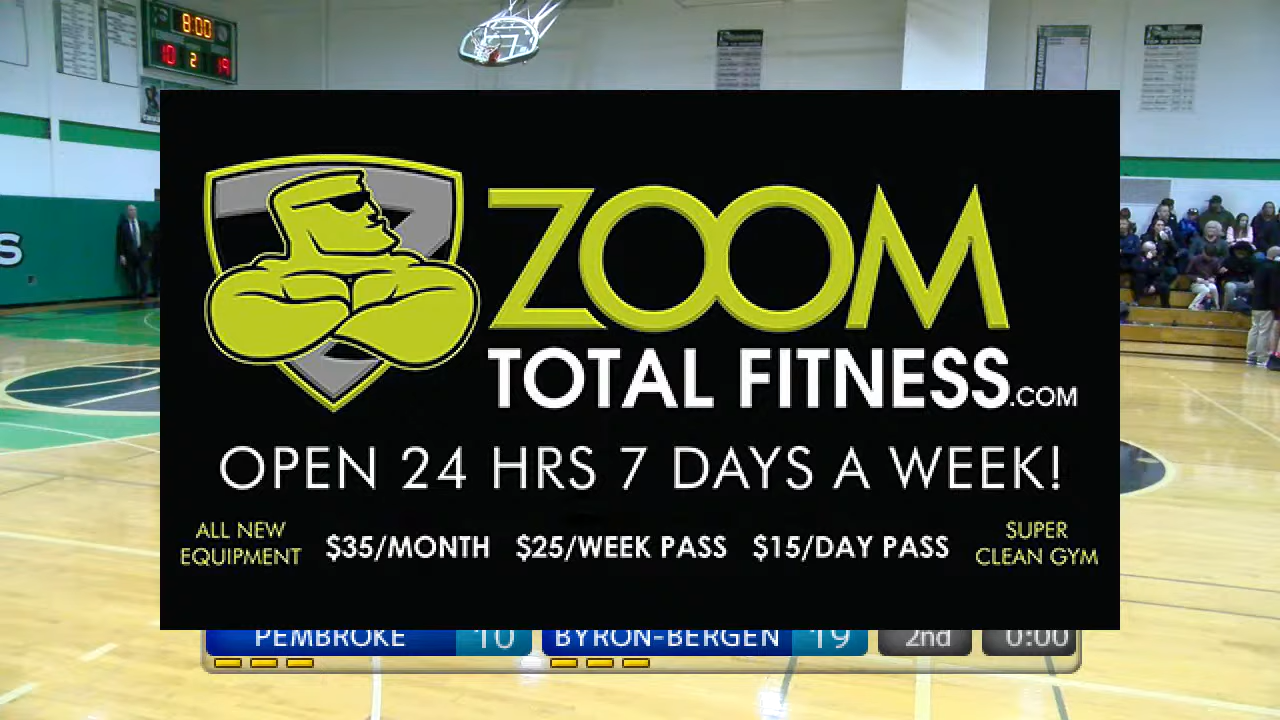 8:00
10 2 19
S
ZOOM
TOTAL FITNESS.COM
OPEN 24 HRS 7 DAYS A WEEK!
ALL NEW
EQUIPMENT
$35/MONTH $25/WEEK PASS $15/DAY PASS
SUPER
CLEAN GYM
PEMBROKE 10 BYRON-BERGEN 19 2nd 0:00